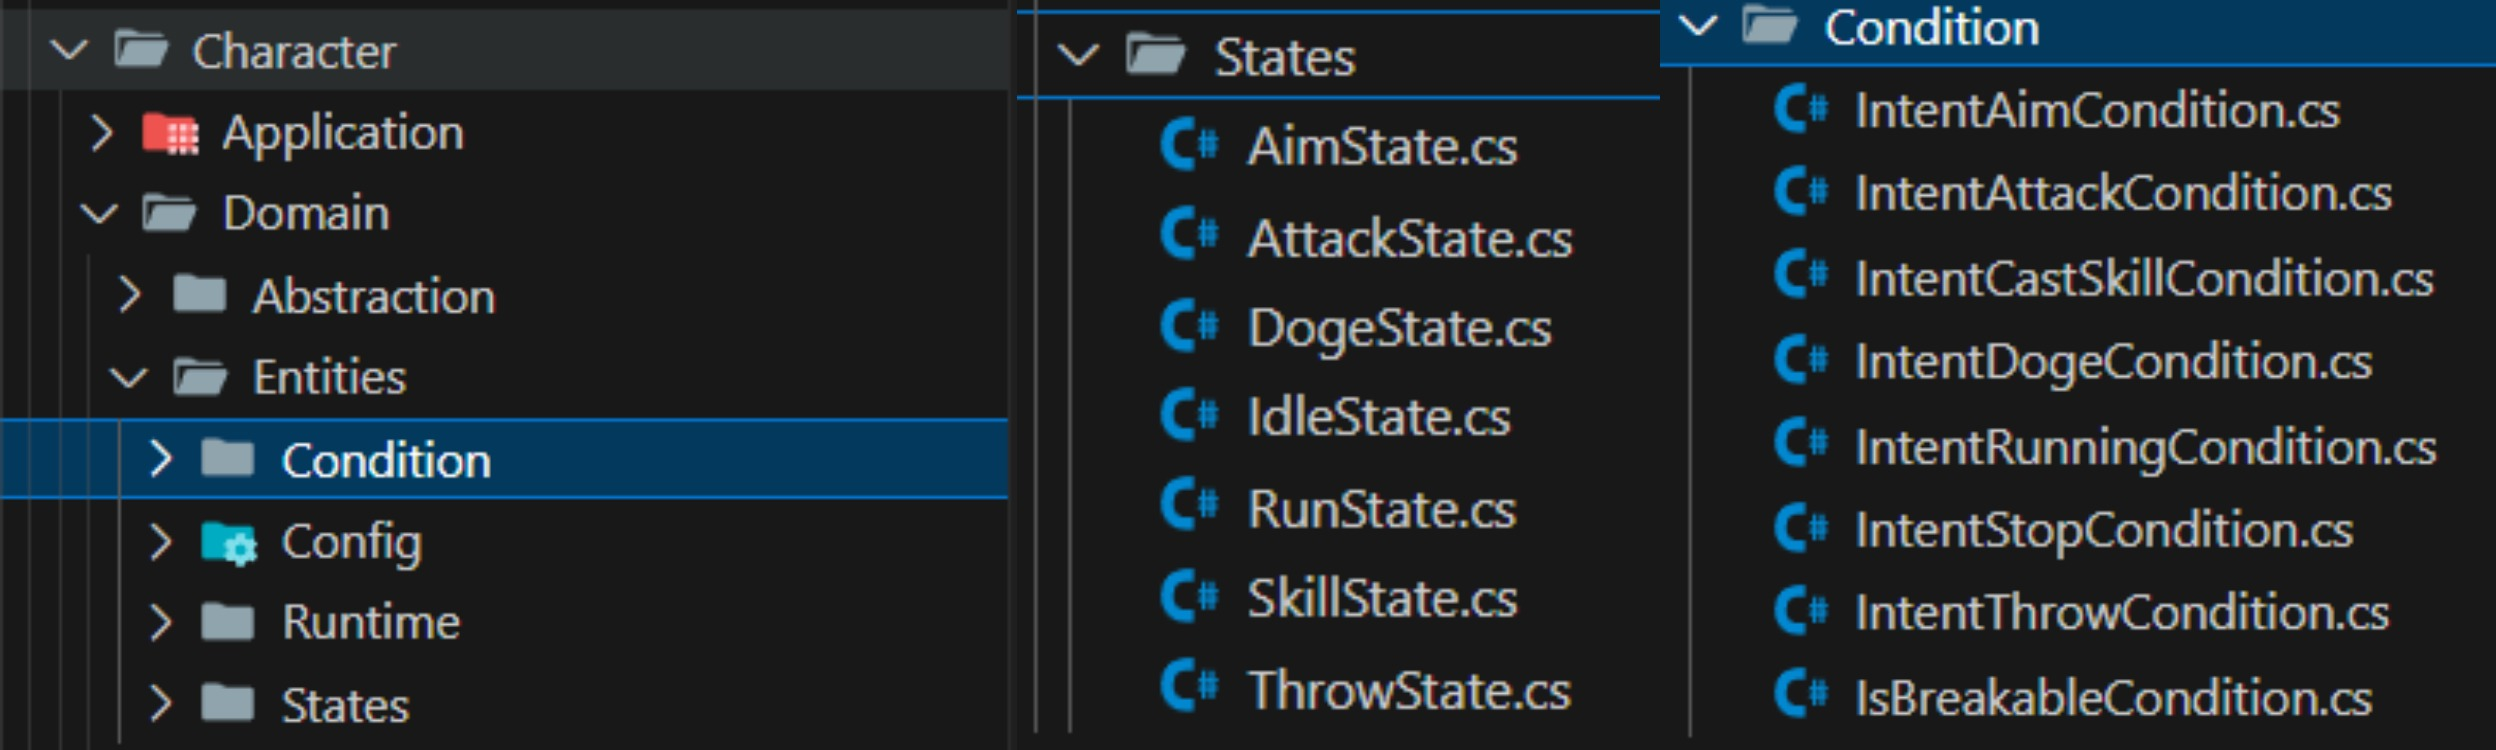 Character
Application
Domain
Abstraction
Entities
Condition
Config
Runtime
States
States
C# AimState.cs
C# AttackState.cs
C# DogeState.cs
C# IdleState.cs
C# RunState.cs
C# SkillState.cs
C# ThrowState.cs
Condition
C# IntentAimCondition.cs
C# IntentAttackCondition.cs
C# IntentCastSkillCondition.cs
C# IntentDogeCondition.cs
C# IntentRunningCondition.cs
C# IntentStopCondition.cs
C# IntentThrowCondition.cs
C# IsBreakableCondition.cs